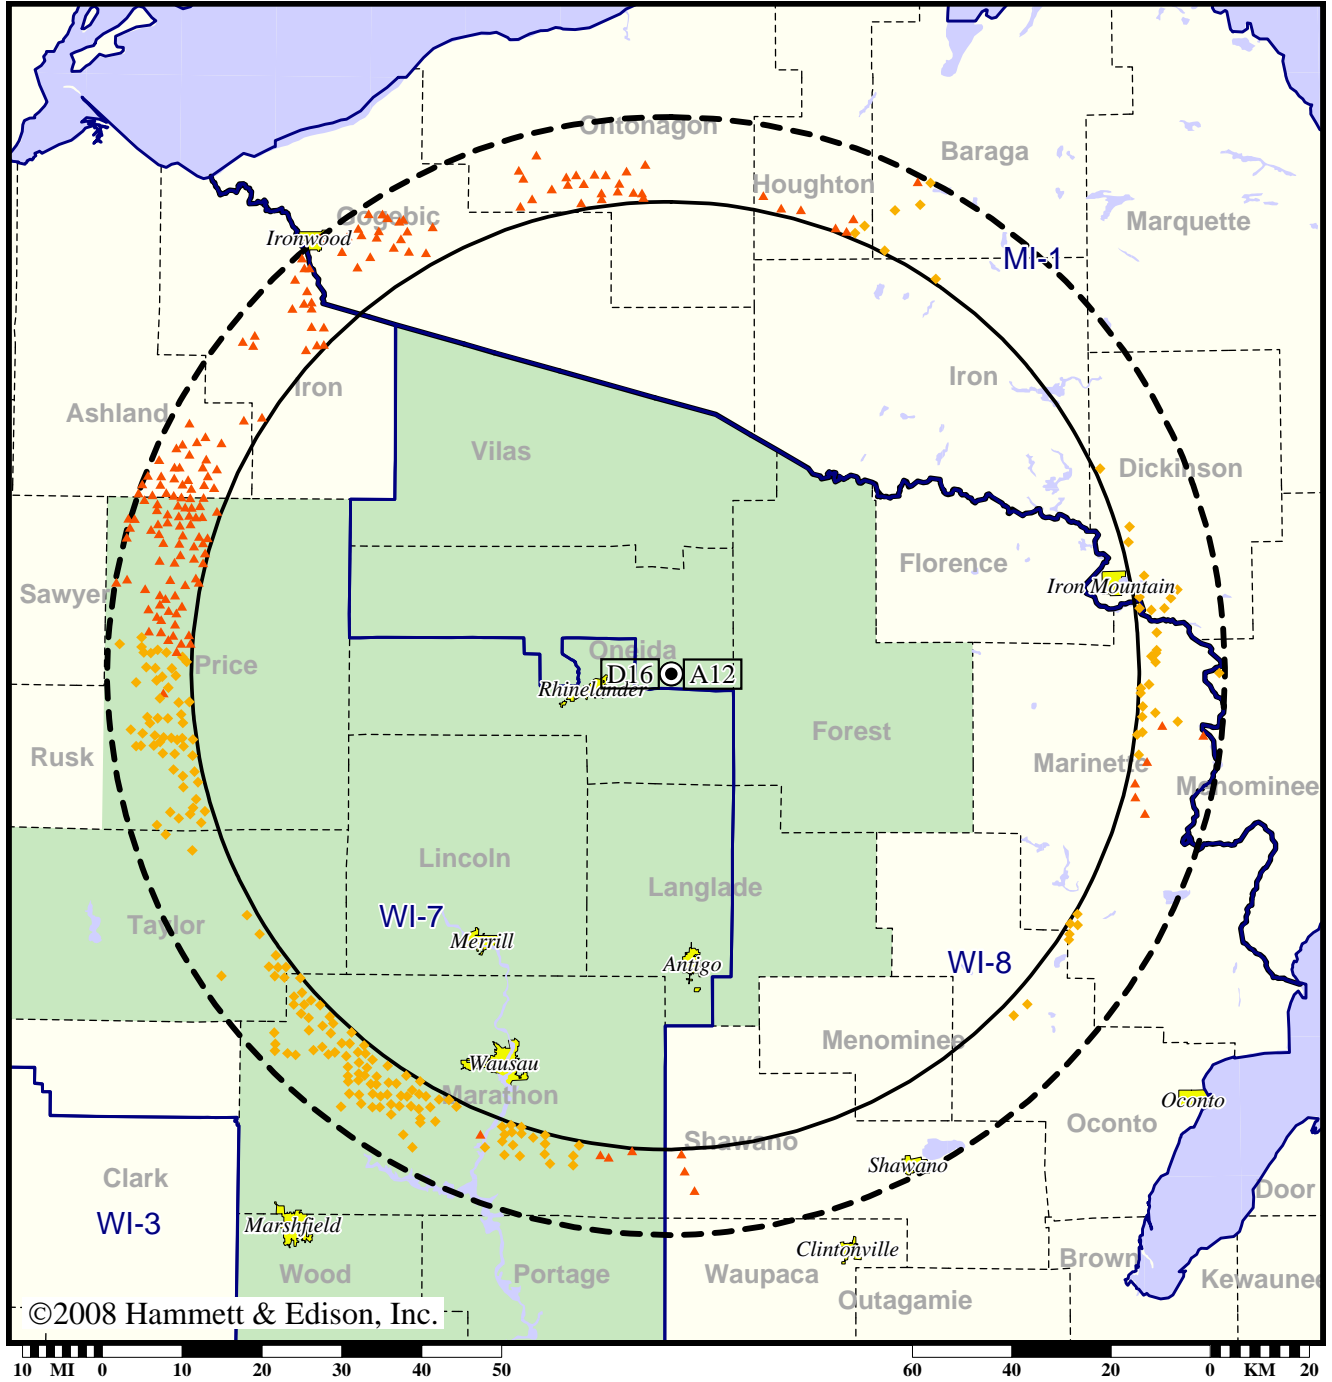 Ontonagon
Baraga
Houghton
Gogebic
Marquette
Ironwood
MI-1
Iron
Iron
Ashland
Vilas
Dickinson
Florence
Iron Mountain
Sawyer
Oneida
Price
D16
A12
Rhinelander
Forest
Rusk
Marinette
Menominee
Lincoln
Langlade
WI-7
Taylor
Merrill
WI-8
Antigo
Menominee
Wausau
Marathon
Oconto
Oconto
Shawano
Shawano
Clark
Door
WI-3
Marshfield
Clintonville
Brown
Wood
Portage
Waupaca
Kewaunee
Outagamie
©2008 Hammett & Edison, Inc.
10 MI 0 10 20 30 40 50 60 40 20 0 KM 20